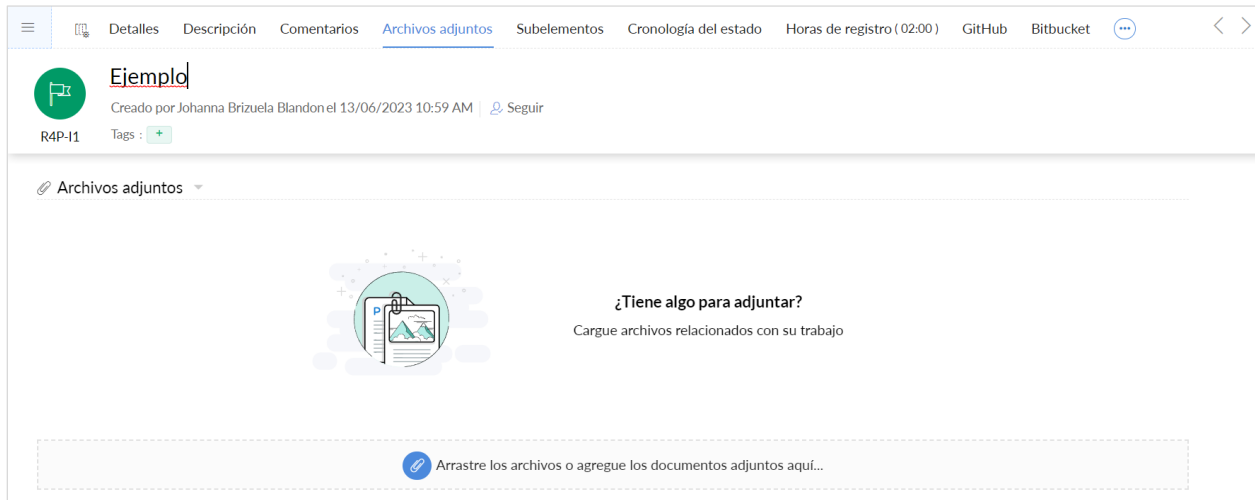 Detalles Descripción Comentarios Archivos adjuntos Subelementos Cronología del estado Horas de registro ( 02:00 ) GitHub Bitbucket
Ejemplo
Creado por Johanna Brizuela Blandon el 13/06/2023 10:59 AM Seguir
R4P-I1 Tags : +
Archivos adjuntos
P
¿Tiene algo para adjuntar?
Cargue archivos relacionados con su trabajo
Arrastre los archivos o agregue los documentos adjuntos aquí...